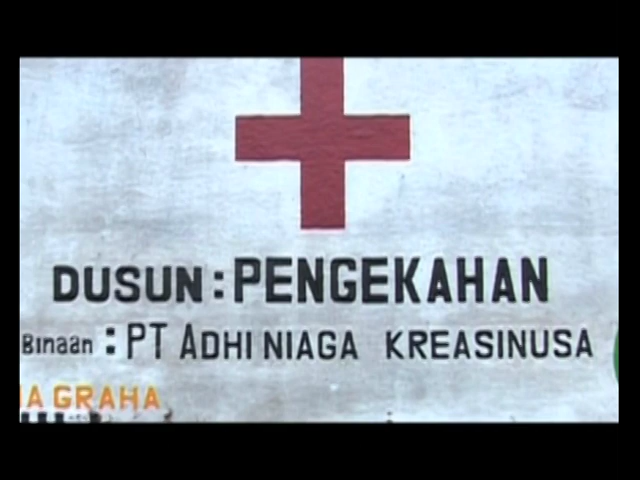 DUSUN : PENGEKAHAN
Binaan : PT ADHI NIAGA KREASINUSA
GRAHA